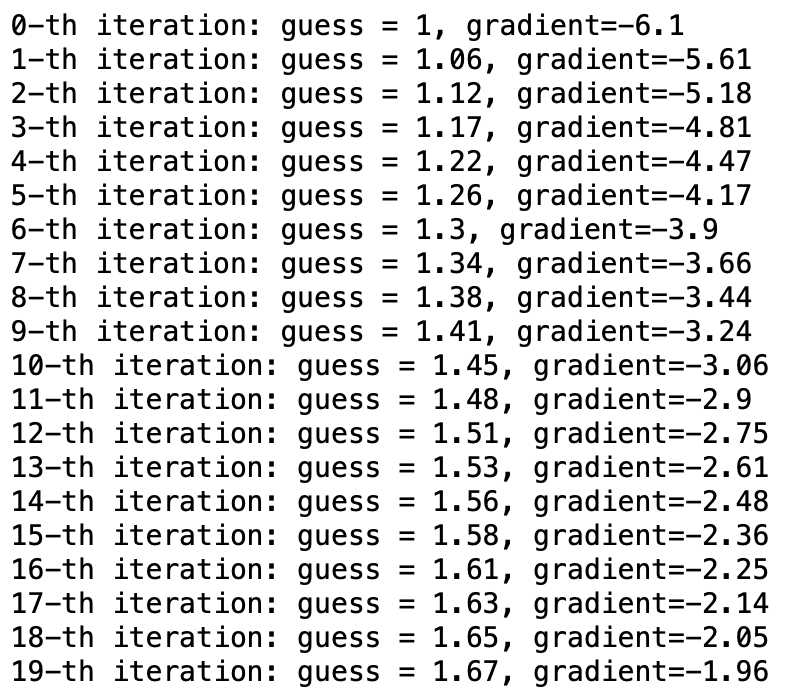 0-th iteration: guess = 1, gradient=-6.1
1-th iteration: guess = 1.06, gradient=-5.61
2-th iteration: guess = 1.12, gradient=-5.18
3-th iteration: guess = 1.17, gradient=-4.81
4-th iteration: guess = 1.22, gradient=-4.47
5-th iteration: guess = 1.26, gradient=-4.17
6-th iteration: guess = 1.3, gradient=-3.9
7-th iteration: guess = 1.34, gradient=-3.66
8-th iteration: guess = 1.38, gradient=-3.44
9-th iteration: guess = 1.41, gradient=-3.24
10-th iteration: guess = 1.45, gradient=-3.06
11-th iteration: guess = 1.48, gradient=-2.9
12-th iteration: guess = 1.51, gradient=-2.75
13-th iteration: guess = 1.53, gradient=-2.61
14-th iteration: guess = 1.56, gradient=-2.48
15-th iteration: guess = 1.58, gradient=-2.36
16-th iteration: guess = 1.61, gradient=-2.25
17-th iteration: guess = 1.63, gradient=-2.14
18-th iteration: guess = 1.65, gradient=-2.05
19-th iteration: guess = 1.67, gradient=-1.96